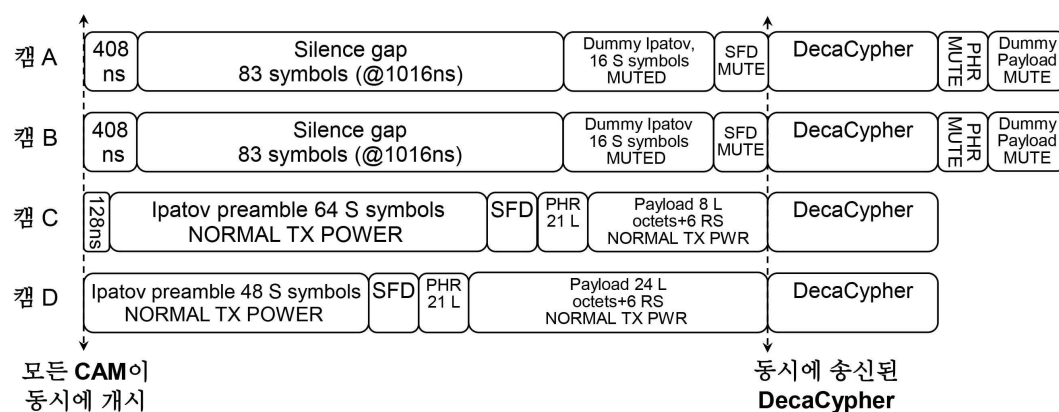 캠 A
408
ns
Silence gap
83 symbols (@1016ns)
Dummy Ipatov,
16 S symbols
MUTED
SFD
MUTE
DecaCypher
PHR
MUTE
Dummy
Payload
MUTE
캠 B
408
ns
Silence gap
83 symbols (@1016ns)
Dummy Ipatov
16 S symbols
MUTED
SFD
MUTE
DecaCypher
PHR
MUTE
Dummy
Payload
MUTE
캠 C
128ns
Ipatov preamble 64 S symbols
NORMAL TX POWER
SFD
PHR
21 L
Payload 8 L
octets+6 RS
NORMAL TX PWR
DecaCypher
캠 D
Ipatov preamble 48 S symbols
NORMAL TX POWER
SFD
PHR
21 L
Payload 24 L
octets+6 RS
NORMAL TX PWR
DecaCypher
모든 CAM이
동시에 개시
동시에 송신된
DecaCypher